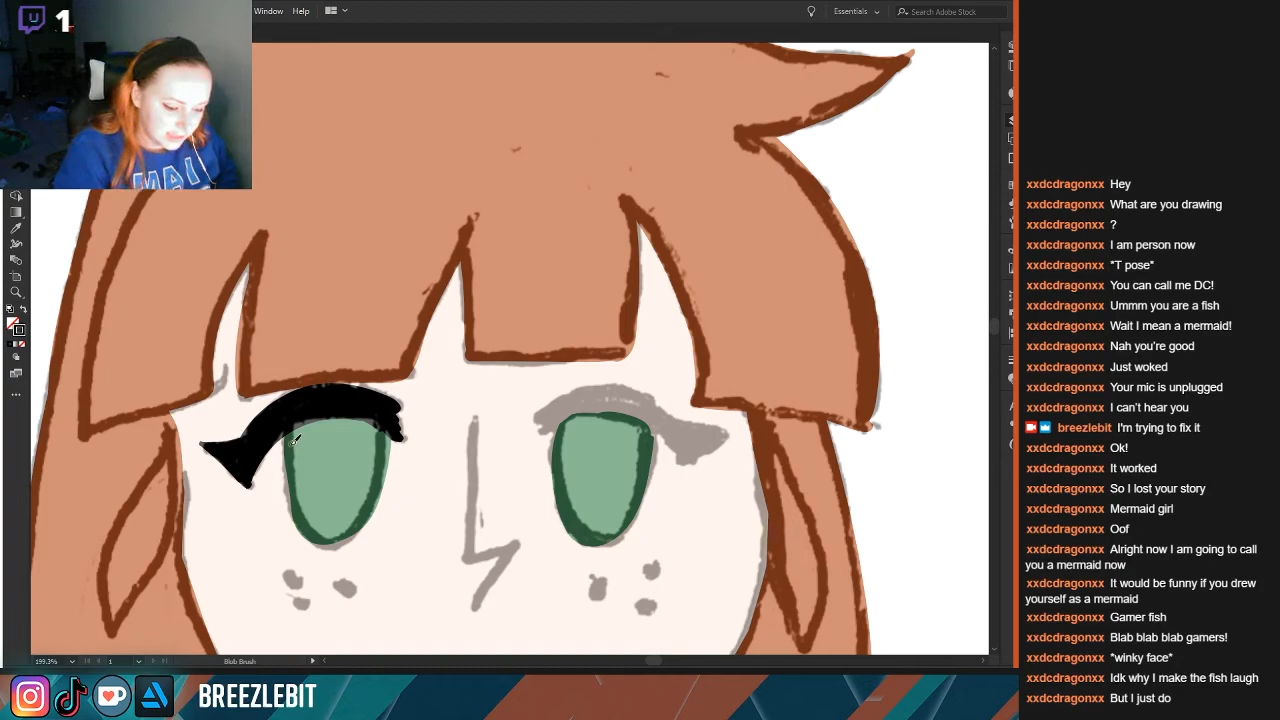 1
Window Help
Essentials
Search Adobe Stock
MAI
xxdcdragonxx Hey
xxdcdragonxx What are you drawing
xxdcdragonxx ?
xxdcdragonxx I am person now
xxdcdragonxx *T pose*
xxdcdragonxx You can call me DC!
xxdcdragonxx Ummm you are a fish
xxdcdragonxx Wait I mean a mermaid!
xxdcdragonxx Nah you're good
xxdcdragonxx Just woked
xxdcdragonxx Your mic is unplugged
xxdcdragonxx I can't hear you
breezlebit I'm trying to fix it
xxdcdragonxx Ok!
xxdcdragonxx It worked
xxdcdragonxx So I lost your story
xxdcdragonxx Mermaid girl
xxdcdragonxx Oof
xxdcdragonxx Alright now I am going to call
you a mermaid now
xxdcdragonxx It would be funny if you drew
yourself as a mermaid
xxdcdragonxx Gamer fish
xxdcdragonxx Blab blab blab gamers!
xxdcdragonxx *winky face*
xxdcdragonxx Idk why I make the fish laugh
xxdcdragonxx But I just do
199.3% 1 Blob Brush
BREEZLEBIT